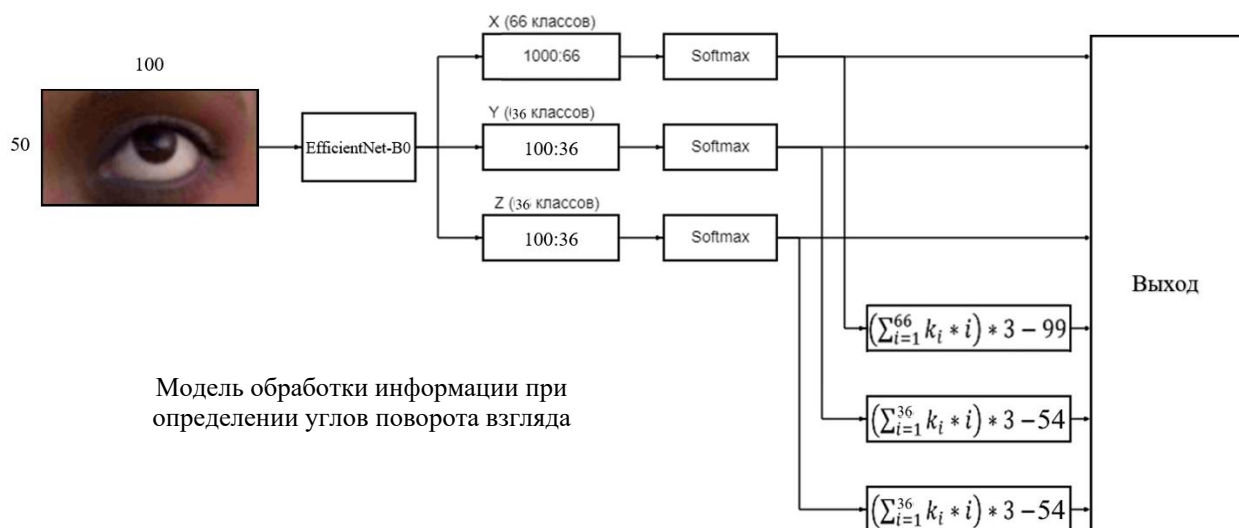 X (66 классов)
1000:66
Softmax
100
50
EfficientNet-B0
Y (36 классов)
100:36
Softmax
Z (36 классов)
100:36
Softmax
Выход
(∑_{i=1}^{66} k_i * i) * 3 − 99
(∑_{i=1}^{36} k_i * i) * 3 − 54
(∑_{i=1}^{36} k_i * i) * 3 − 54
Модель обработки информации при
определении углов поворота взгляда